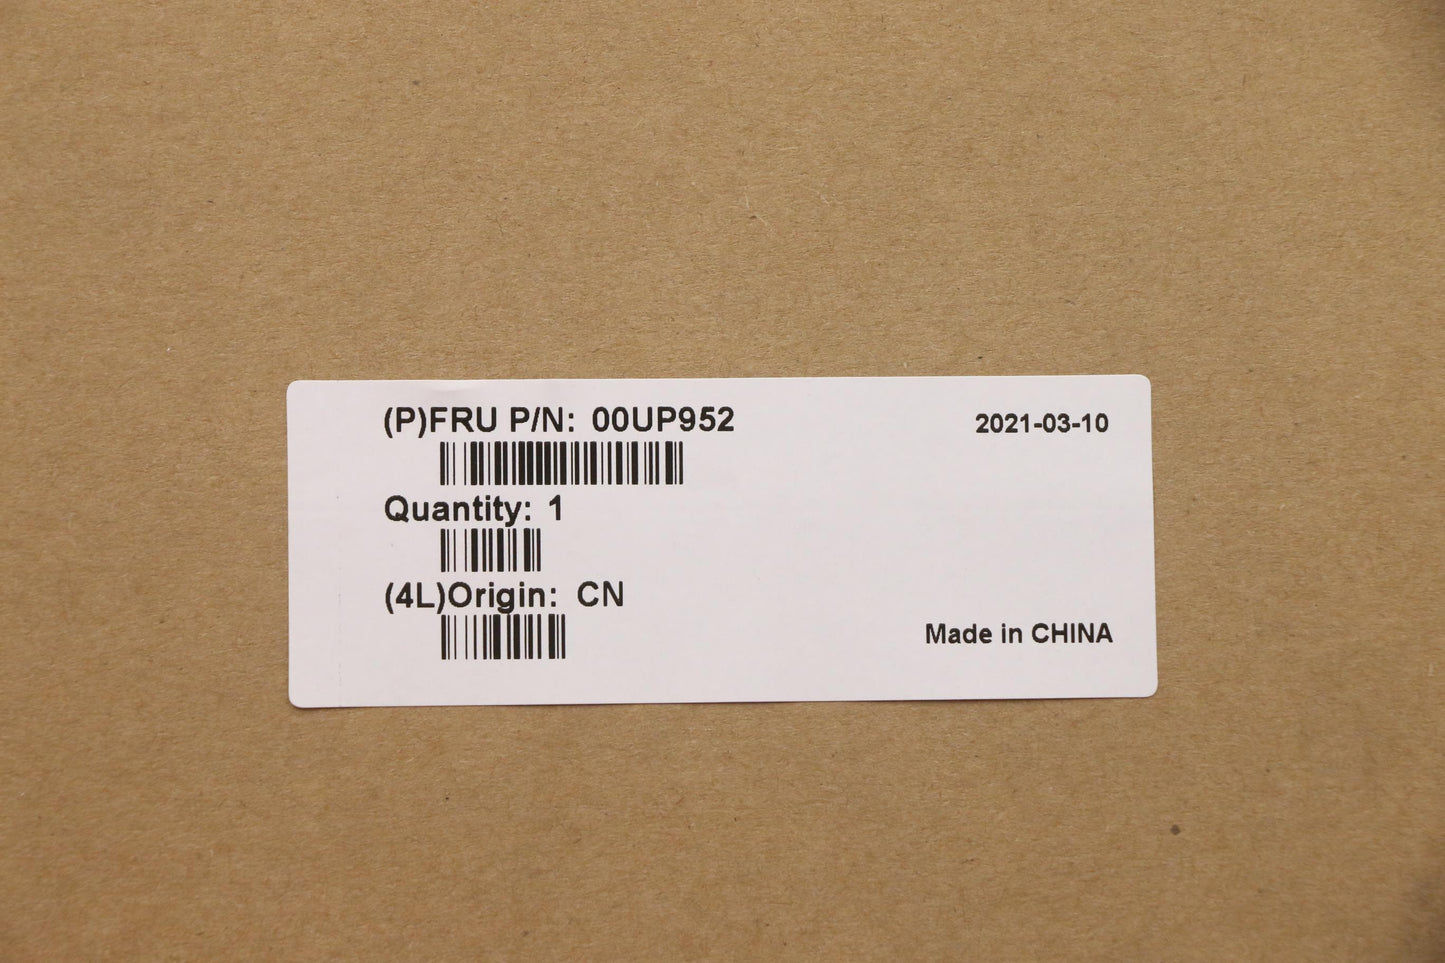 (P)FRU P/N: 00UP952
2021-03-10
Quantity: 1
(4L)Origin: CN
Made in CHINA